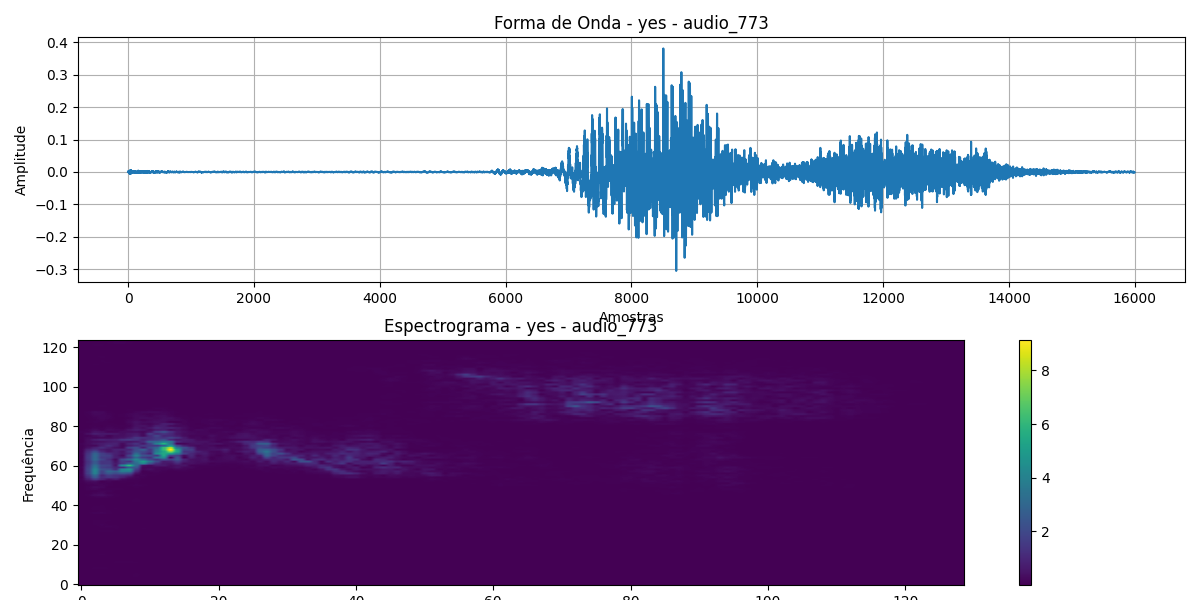 Forma de Onda - yes - audio_773
0.4
0.3
0.2
0.1
0.0
−0.1
−0.2
−0.3
Amplitude
0 2000 4000 6000 8000 10000 12000 14000 16000
Amostras
Espectrograma - yes - audio_773
120
100
80
60
40
20
0
Frequência
0 20 40 60 80 100 120
8
6
4
2